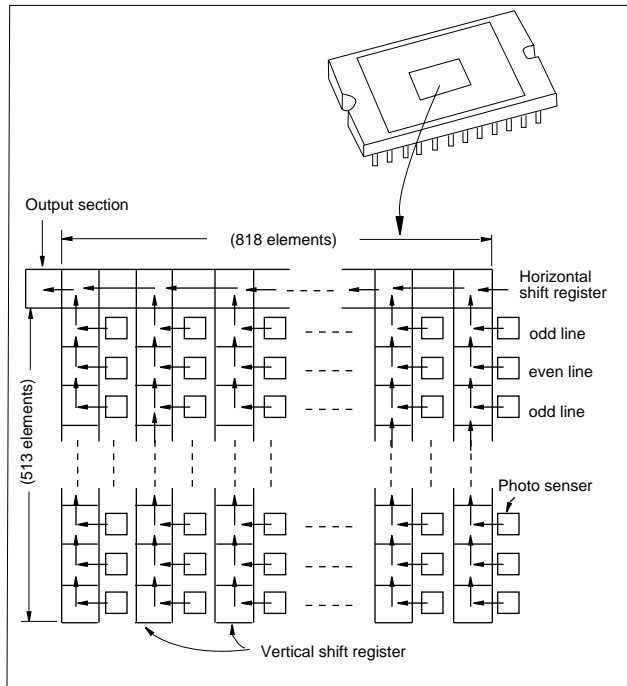 Output section
(818 elements)
Horizontal
shift register
odd line
even line
odd line
(513 elements)
Photo senser
Vertical shift register